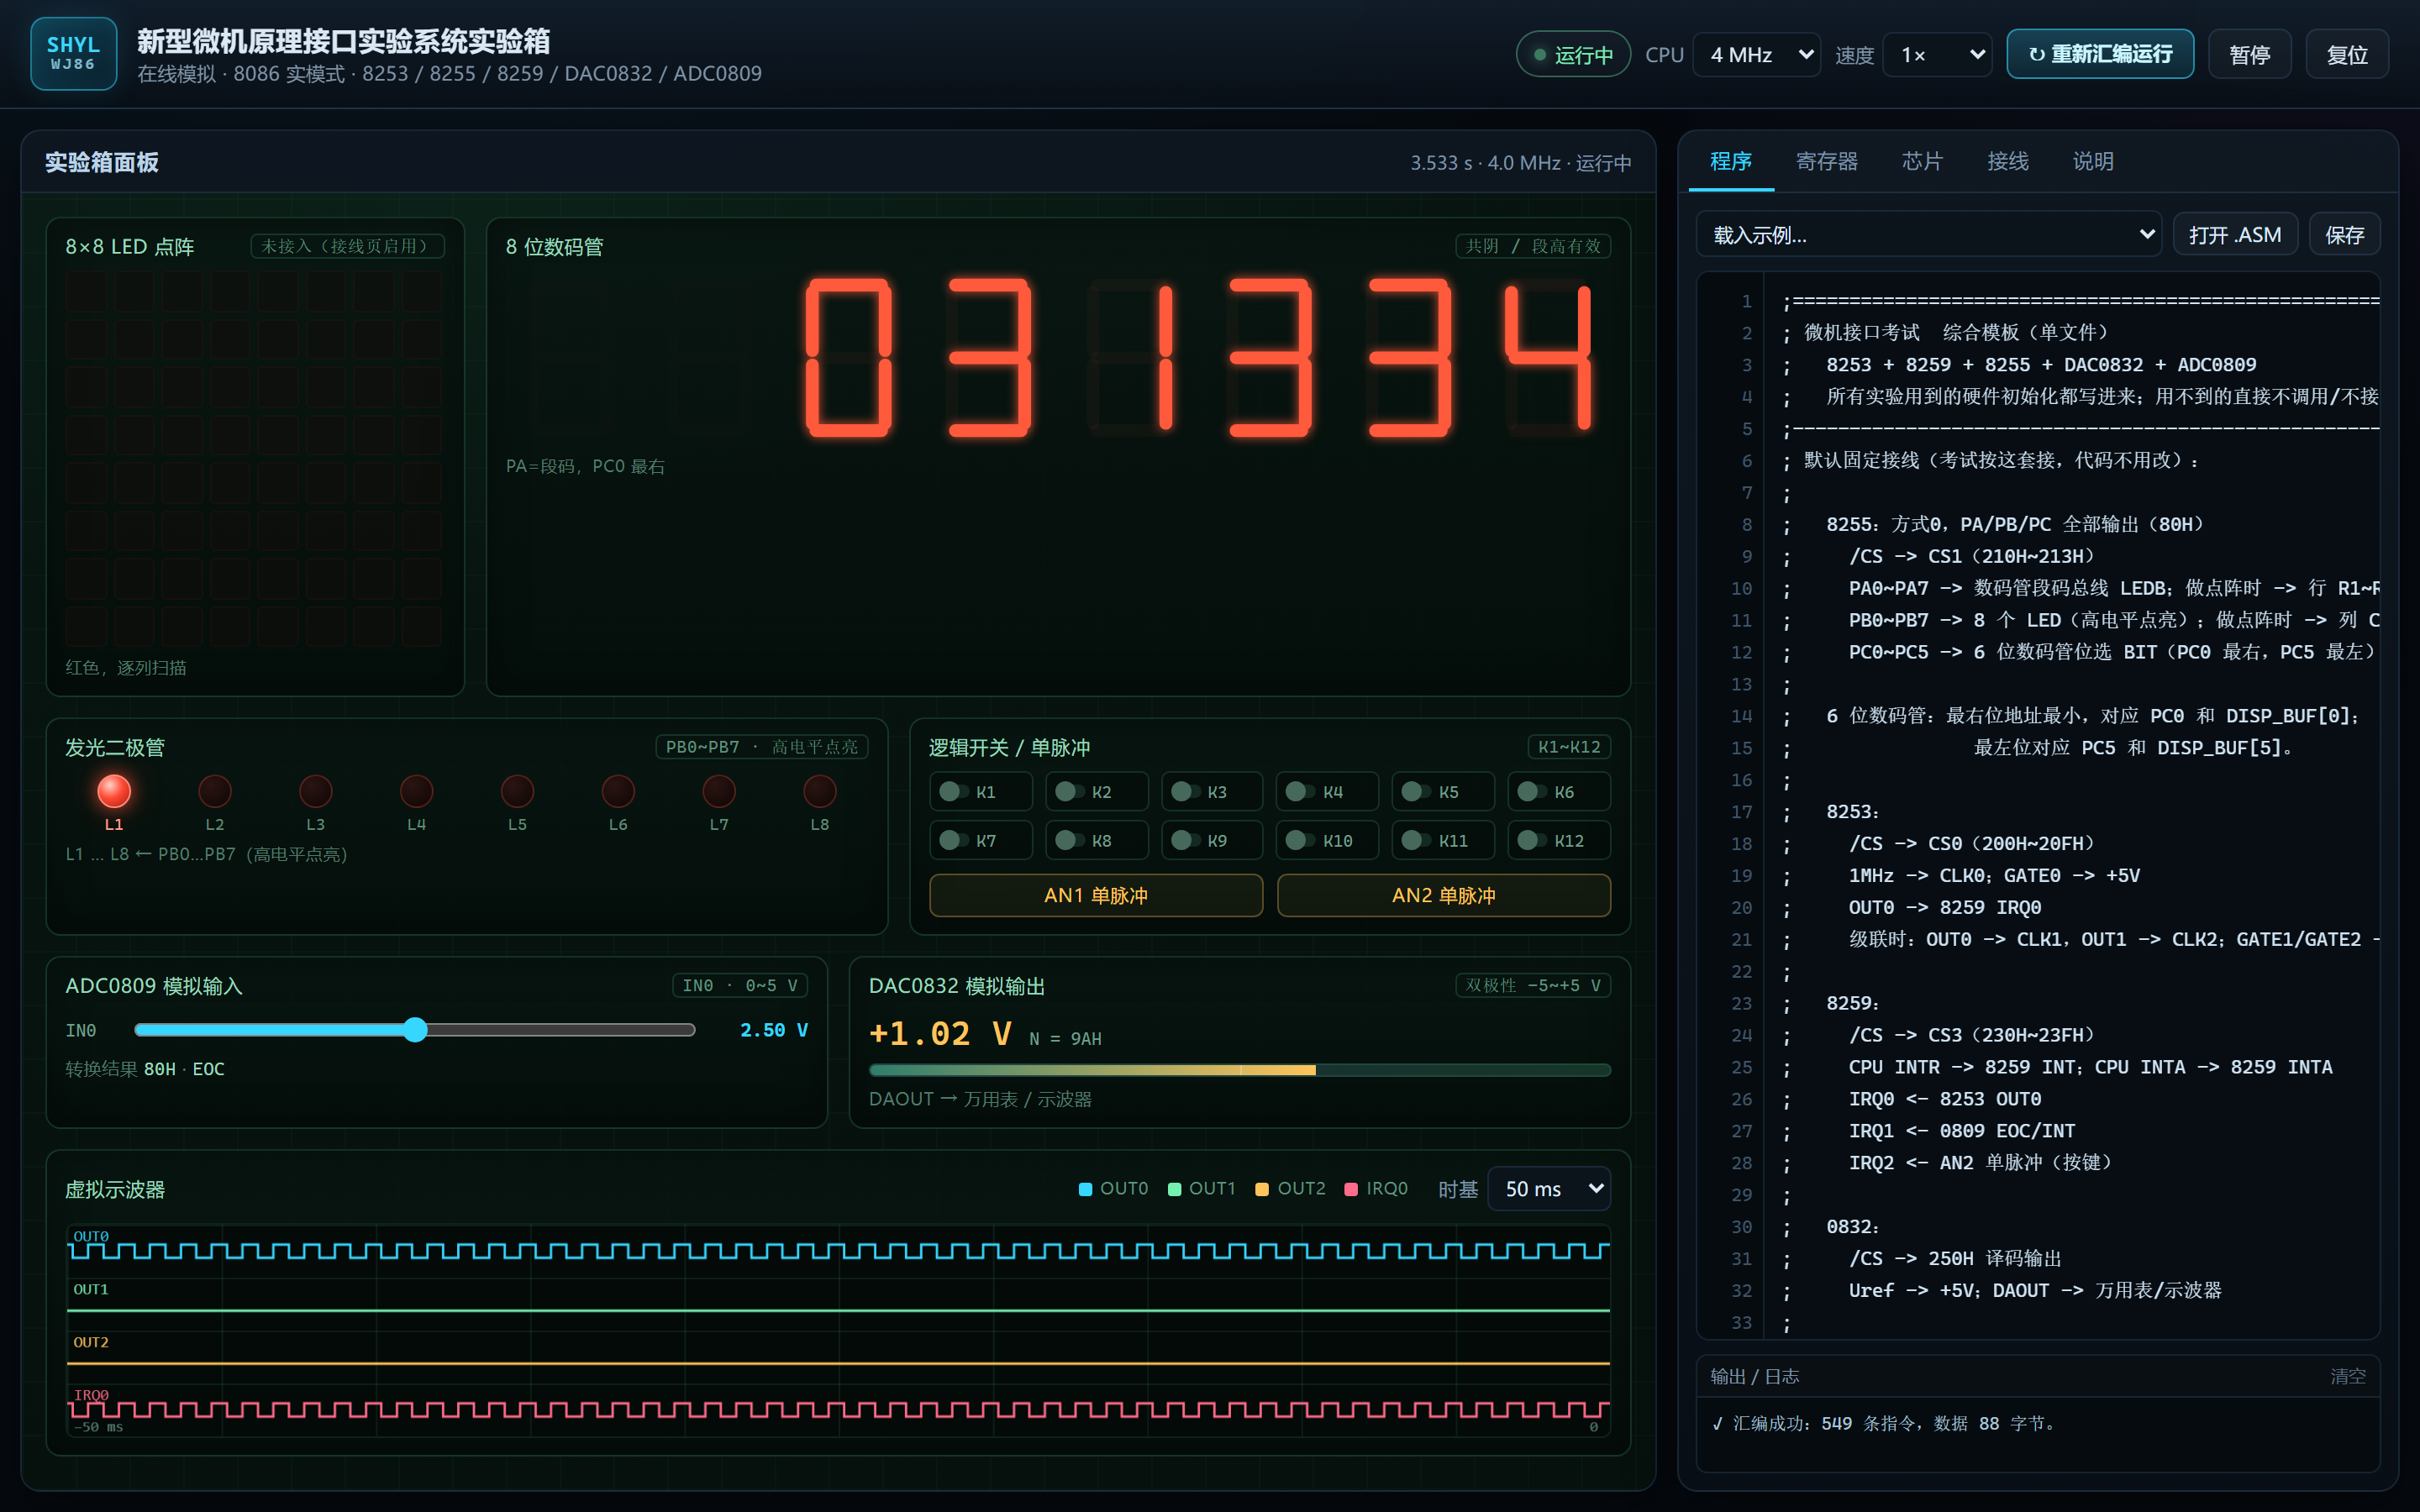 SHYL
WJ86
新型微机原理接口实验系统实验箱
在线模拟 · 8086 实模式 · 8253 / 8255 / 8259 / DAC0832 / ADC0809
运行中
CPU
4 MHz
速度
1×
↻ 重新汇编运行
暂停
复位
实验箱面板
3.533 s · 4.0 MHz · 运行中
8×8 LED 点阵
未接入（接线页启用）
红色，逐列扫描
8 位数码管
共阴 / 段高有效
031334
PA=段码，PC0 最右
发光二极管
PB0~PB7 · 高电平点亮
L1 L2 L3 L4 L5 L6 L7 L8
L1 … L8 ← PB0…PB7（高电平点亮）
逻辑开关 / 单脉冲
K1~K12
K1 K2 K3 K4 K5 K6
K7 K8 K9 K10 K11 K12
AN1 单脉冲
AN2 单脉冲
ADC0809 模拟输入
IN0 · 0~5 V
IN0
2.50 V
转换结果 80H · EOC
DAC0832 模拟输出
双极性 −5~+5 V
+1.02 V N = 9AH
DAOUT → 万用表 / 示波器
虚拟示波器
OUT0 OUT1 OUT2 IRQ0
时基
50 ms
OUT0
OUT1
OUT2
IRQ0
−50 ms
0
程序 寄存器 芯片 接线 说明
载入示例…
打开 .ASM
保存
1 ;=====================================================
2 ; 微机接口考试  综合模板（单文件）
3 ;   8253 + 8259 + 8255 + DAC0832 + ADC0809
4 ;   所有实验用到的硬件初始化都写进来；用不到的直接不调用/不接
5 ;-----------------------------------------------------
6 ; 默认固定接线（考试按这套接，代码不用改）：
7 ;
8 ;   8255：方式0，PA/PB/PC 全部输出（80H）
9 ;     /CS -> CS1（210H~213H）
10 ;     PA0~PA7 -> 数码管段码总线 LEDB；做点阵时 -> 行 R1~R
11 ;     PB0~PB7 -> 8 个 LED（高电平点亮）；做点阵时 -> 列 C
12 ;     PC0~PC5 -> 6 位数码管位选 BIT（PC0 最右，PC5 最左）
13 ;
14 ;   6 位数码管：最右位地址最小，对应 PC0 和 DISP_BUF[0]；
15 ;                最左位对应 PC5 和 DISP_BUF[5]。
16 ;
17 ;   8253：
18 ;     /CS -> CS0（200H~20FH）
19 ;     1MHz -> CLK0；GATE0 -> +5V
20 ;     OUT0 -> 8259 IRQ0
21 ;     级联时：OUT0 -> CLK1，OUT1 -> CLK2；GATE1/GATE2 -
22 ;
23 ;   8259：
24 ;     /CS -> CS3（230H~23FH）
25 ;     CPU INTR -> 8259 INT；CPU INTA -> 8259 INTA
26 ;     IRQ0 <- 8253 OUT0
27 ;     IRQ1 <- 0809 EOC/INT
28 ;     IRQ2 <- AN2 单脉冲（按键）
29 ;
30 ;   0832：
31 ;     /CS -> 250H 译码输出
32 ;     Uref -> +5V；DAOUT -> 万用表/示波器
33 ;
输出 / 日志
清空
✓ 汇编成功：549 条指令，数据 88 字节。